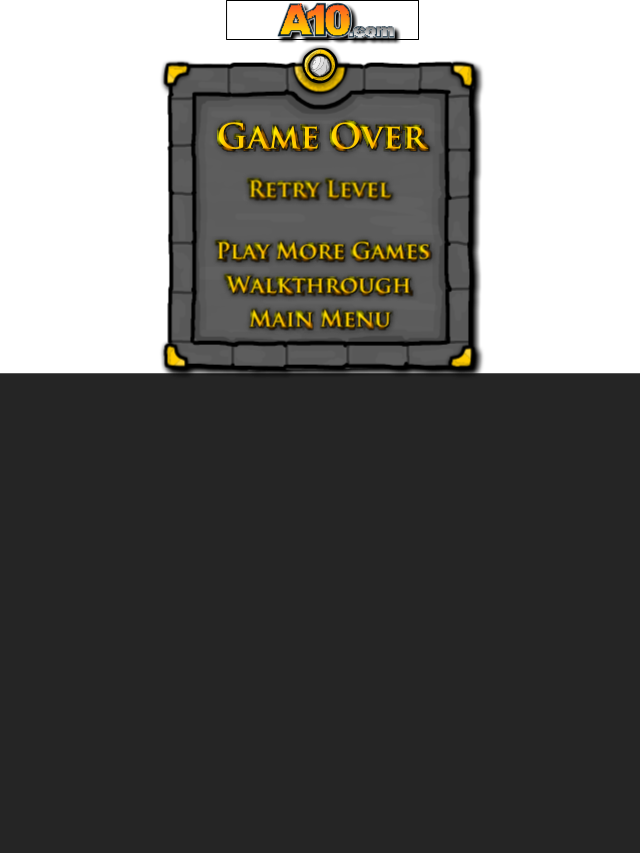 A10.com
Game Over
Retry Level
Play More Games
Walkthrough
Main Menu